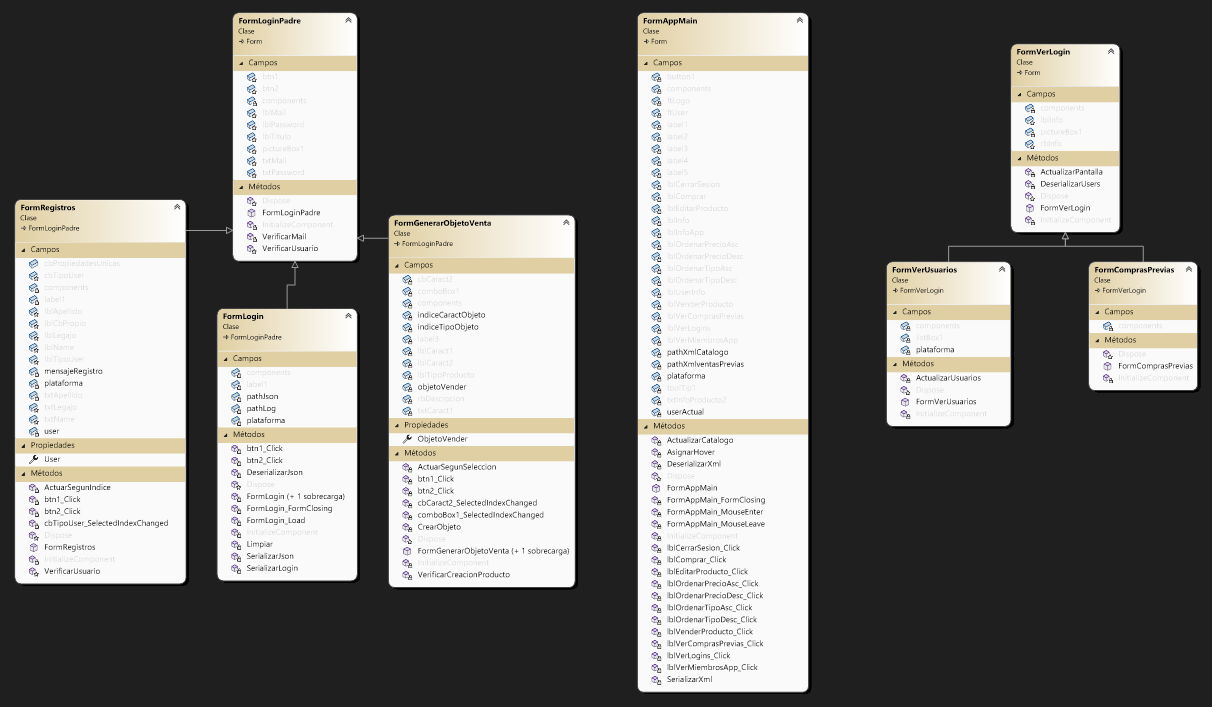 FormLoginPadre
Clase
Form
Campos
btn1
btn2
components
lblMail
lblPassword
lblTitulo
pictureBox1
txtMail
txtPassword
Métodos
Dispose
FormLoginPadre
InitializeComponent
VerificarMail
VerificarUsuario
FormRegistros
Clase
FormLoginPadre
Campos
cbPropiedadesUnicas
cbTipoUser
components
label1
lblApellido
lblCbPropio
lblLegajo
lblName
lblTipoUser
mensajeRegistro
plataforma
txtApellido
txtLegajo
txtName
user
Propiedades
User
Métodos
ActuarSegunIndice
btn1_Click
btn2_Click
cbTipoUser_SelectedIndexChanged
Dispose
FormRegistros
InitializeComponent
VerificarUsuario
FormLogin
Clase
FormLoginPadre
Campos
components
label1
pathJson
pathLog
plataforma
Métodos
btn1_Click
btn2_Click
DeserializarJson
Dispose
FormLogin (+ 1 sobrecarga)
FormLogin_FormClosing
FormLogin_Load
InitializeComponent
Limpiar
SerializarJson
SerializarLogin
FormGenerarObjetoVenta
Clase
FormLoginPadre
Campos
cbCaract2
comboBox1
components
indiceCaractObjeto
indiceTipoObjeto
label3
lblCaract1
lblCaract2
lblTipoProducto
objetoVender
rbDescripcion
txtCaract1
Propiedades
ObjetoVender
Métodos
ActuarSegunSeleccion
btn1_Click
btn2_Click
cbCaract2_SelectedIndexChanged
comboBox1_SelectedIndexChanged
CrearObjeto
Dispose
FormGenerarObjetoVenta (+ 1 sobrecarga)
InitializeComponent
VerificarCreacionProducto
FormAppMain
Clase
Form
Campos
button1
components
ftLogo
ftUser
label1
label2
label3
label4
label5
lblCerrarSesion
lblComprar
lblEditarProducto
lblInfo
lblInfoApp
lblOrdenarPrecioAsc
lblOrdenarPrecioDesc
lblOrdenarTipoAsc
lblOrdenarTipoDesc
lblUserInfo
lblVenderProducto
lblVerComprasPrevias
lblVerLogins
lblVerMiembrosApp
pathXmlCatalogo
pathXmlventasPrevias
plataforma
toolTip1
txtInfoProducto2
userActual
Métodos
ActualizarCatalogo
AsignarHover
DeserializarXml
Dispose
FormAppMain
FormAppMain_FormClosing
FormAppMain_MouseEnter
FormAppMain_MouseLeave
InitializeComponent
lblCerrarSesion_Click
lblComprar_Click
lblEditarProducto_Click
lblOrdenarPrecioAsc_Click
lblOrdenarPrecioDesc_Click
lblOrdenarTipoAsc_Click
lblOrdenarTipoDesc_Click
lblVenderProducto_Click
lblVerComprasPrevias_Click
lblVerLogins_Click
lblVerMiembrosApp_Click
SerializarXml
FormVerLogin
Clase
Form
Campos
components
lblInfo
pictureBox1
Métodos
ActualizarPantalla
DeserializarUsers
Dispose
FormVerLogin
InitializeComponent
FormVerUsuarios
Clase
FormVerLogin
Campos
components
listBox1
plataforma
Métodos
ActualizarUsuarios
Dispose
FormVerUsuarios
InitializeComponent
FormComprasPrevias
Clase
FormVerLogin
Campos
components
Métodos
Dispose
FormComprasPrevias
InitializeComponent